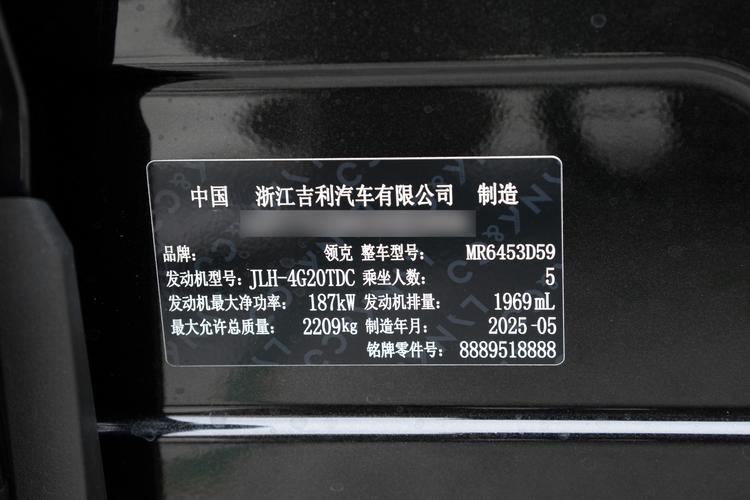 中国 浙江吉利汽车有限公司 制造
品牌： 领克 整车型号： MR6453D59
发动机型号： JLH-4G20TDC 乘坐人数： 5
发动机最大净功率： 187kW 发动机排量： 1969mL
最大允许总质量： 2209kg 制造年月： 2025-05
铭牌零件号： 8889518888